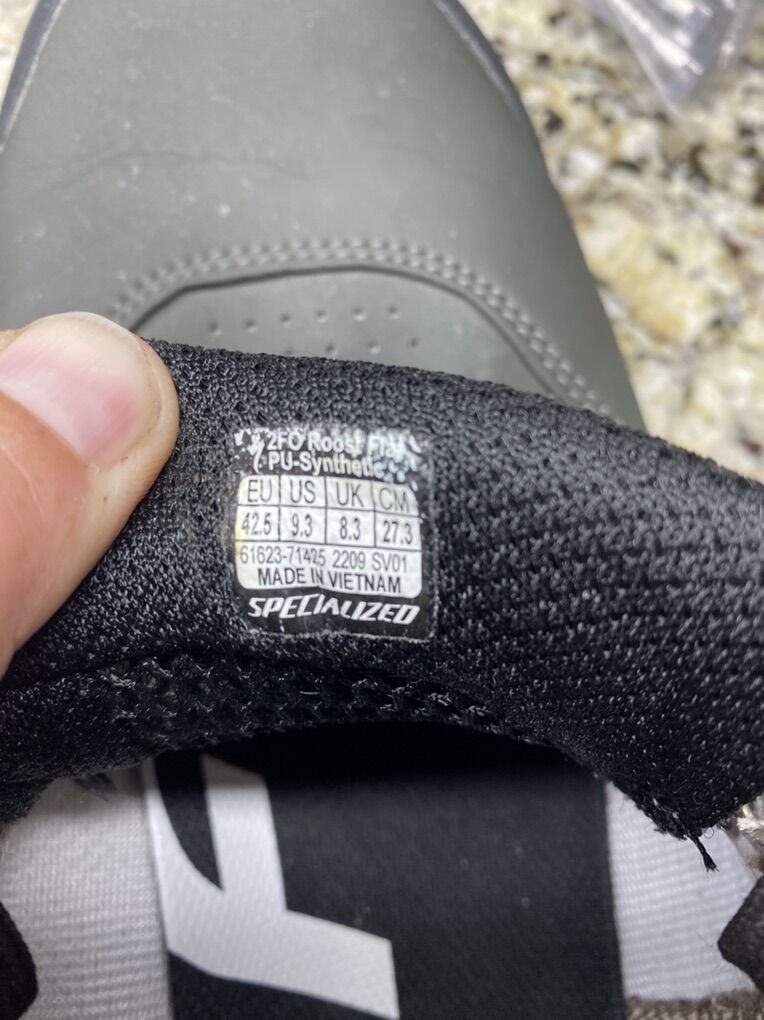 2FO Roost Flat
PU-Synthetic
EU US UK CM
42.5 9.3 8.3 27.3
61623-71425 2209 SV01
MADE IN VIETNAM
SPECIALIZED